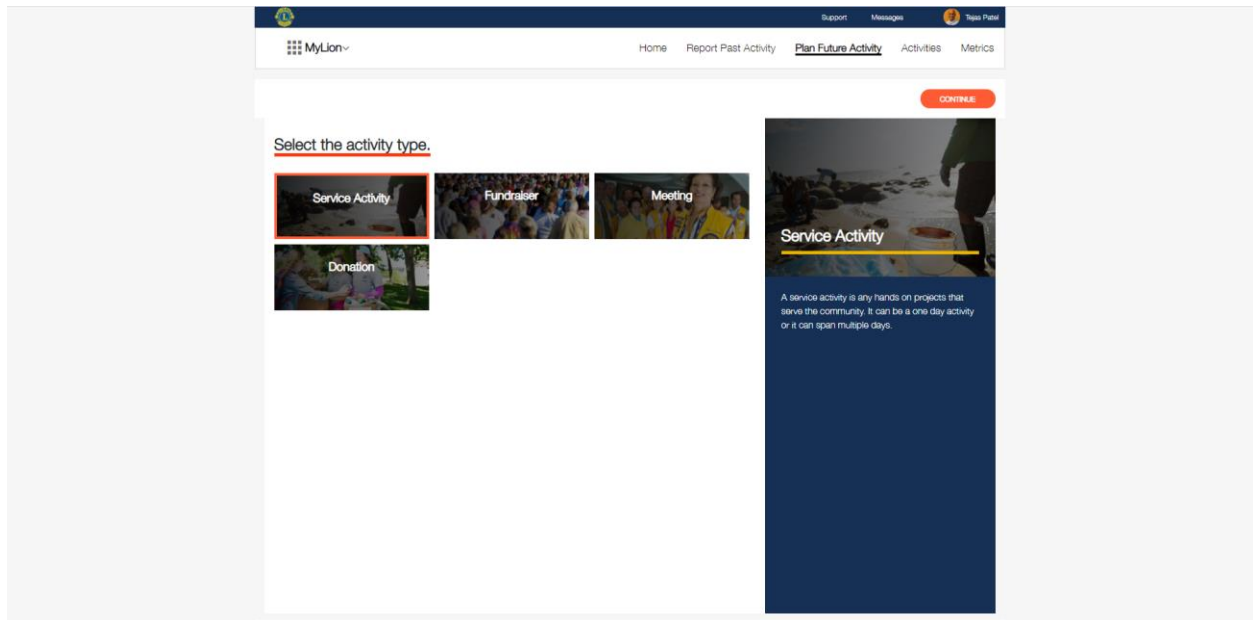 Support Messages Tejas Patel
MyLion
Home Report Past Activity Plan Future Activity Activities Metrics
CONTINUE
Select the activity type.
Service Activity Fundraiser Meeting
Donation
Service Activity
A service activity is any hands on projects that
serve the community. It can be a one day activity
or it can span multiple days.